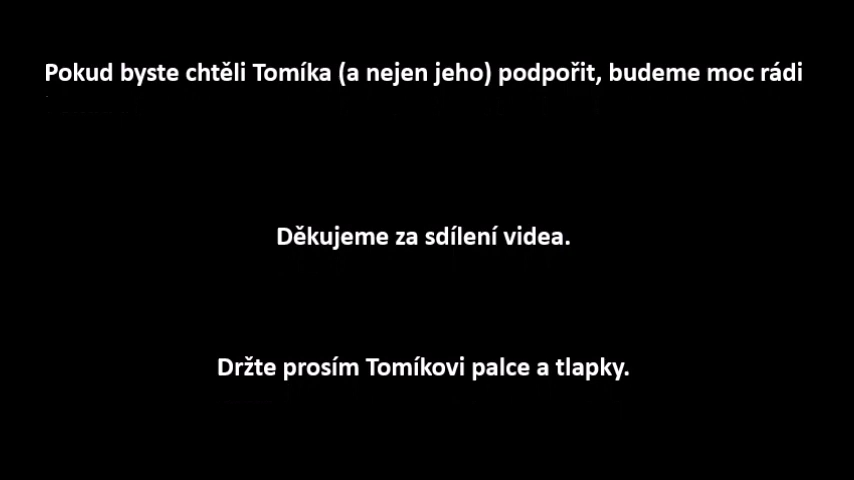 Pokud byste chtěli Tomíka (a nejen jeho) podpořit, budeme moc rádi
Děkujeme za sdílení videa.
Držte prosím Tomíkovi palce a tlapky.